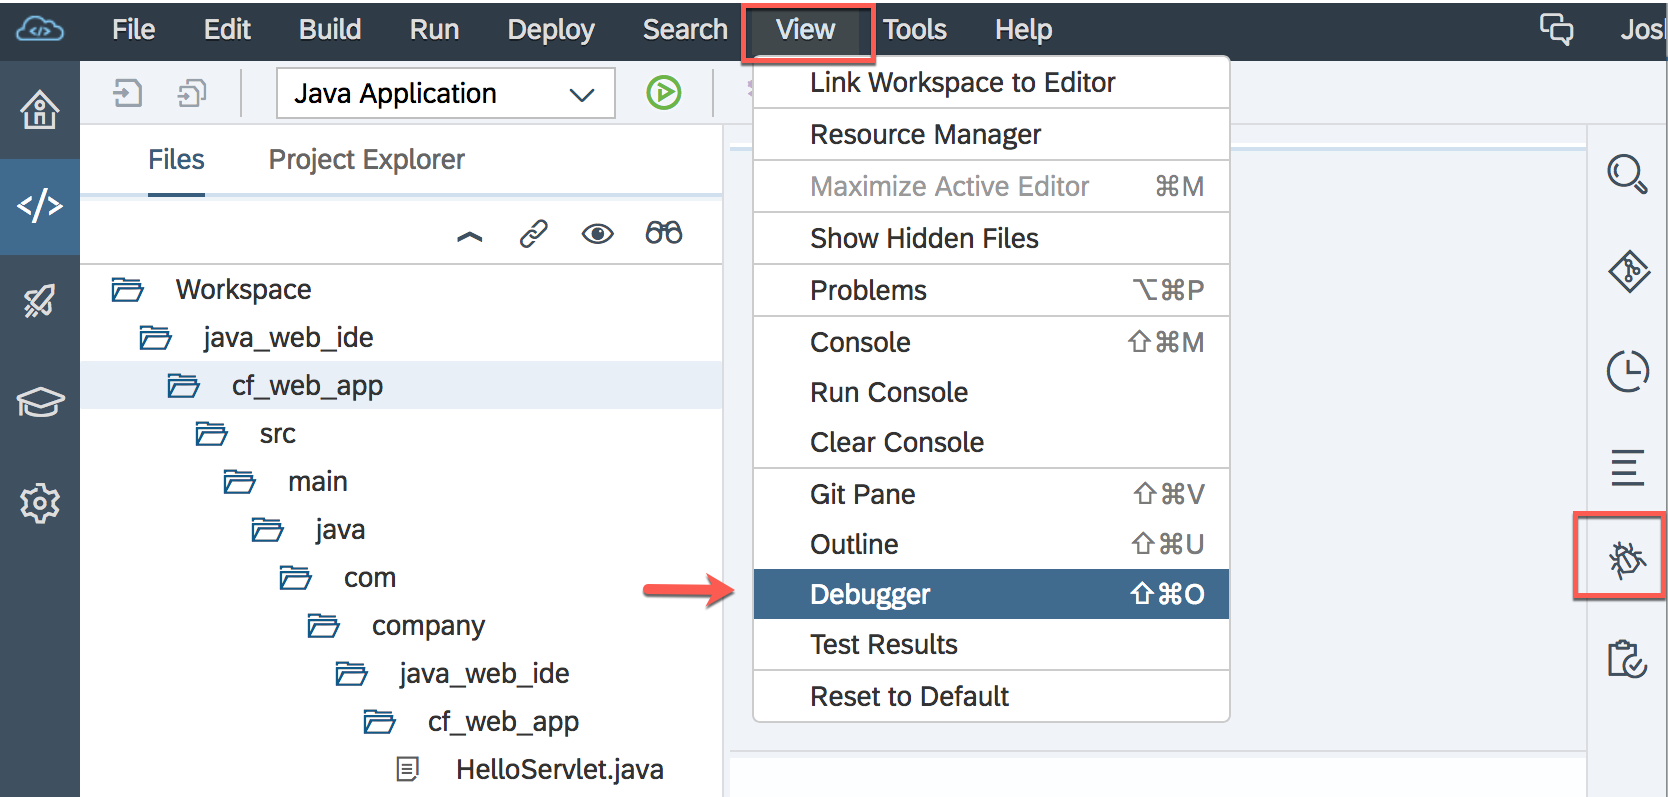 File Edit Build Run Deploy Search View Tools Help Josh
Java Application
Files Project Explorer
Workspace
java_web_ide
cf_web_app
src
main
java
com
company
java_web_ide
cf_web_app
HelloServlet.java
Link Workspace to Editor
Resource Manager
Maximize Active Editor ⌘M
Show Hidden Files
Problems ⌥⌘P
Console ⇧⌘M
Run Console
Clear Console
Git Pane ⇧⌘V
Outline ⇧⌘U
Debugger ⇧⌘O
Test Results
Reset to Default